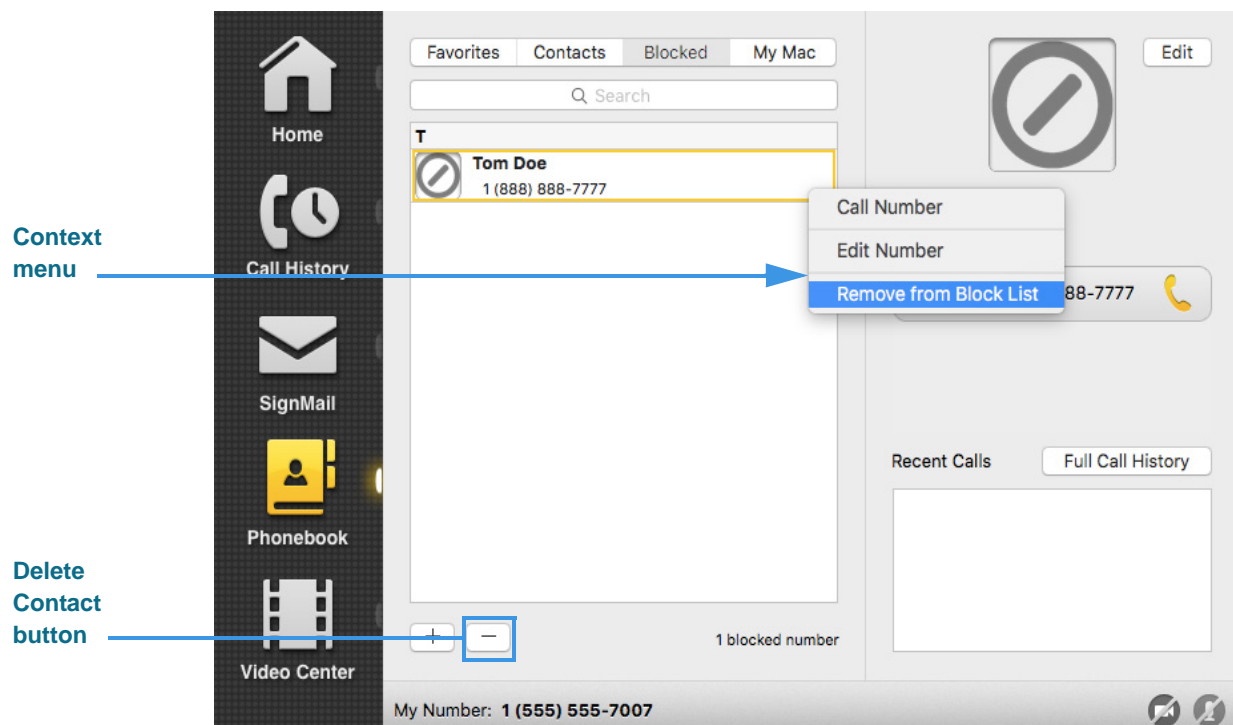 Home
Call History
SignMail
Phonebook
Video Center
Context
menu
Delete
Contact
button
Favorites Contacts Blocked My Mac
Search
T
Tom Doe
1 (888) 888-7777
1 blocked number
Call Number
Edit Number
Remove from Block List
Edit
88-7777
Recent Calls Full Call History
My Number: 1 (555) 555-7007